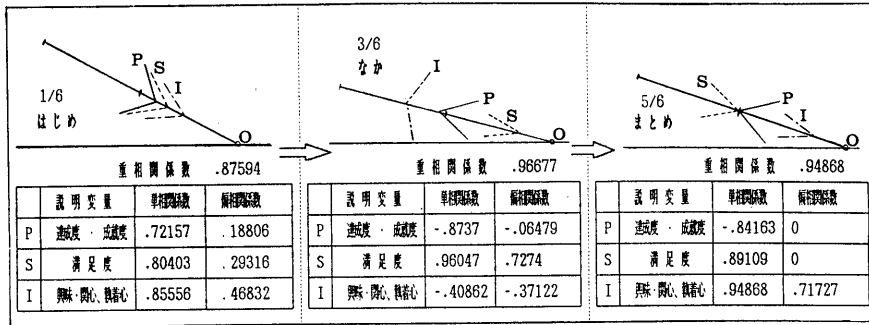 P
S
I
1/6
はじめ
O
重相関係数 .87594
説明変量 単相関係数 偏相関係数
P 達成度・成就度 .72157 .18806
S 満足度 .80403 .29316
I 興味・関心、執着心 .85556 .46832
3/6
なか
I
P
S
O
重相関係数 .96677
説明変量 単相関係数 偏相関係数
P 達成度・成就度 -.8737 -.06479
S 満足度 .96047 .7274
I 興味・関心、執着心 -.40862 -.37122
S
5/6
まとめ
P
I
O
重相関係数 .94868
説明変量 単相関係数 偏相関係数
P 達成度・成就度 -.84163 0
S 満足度 .89109 0
I 興味・関心、執着心 .94868 .71727